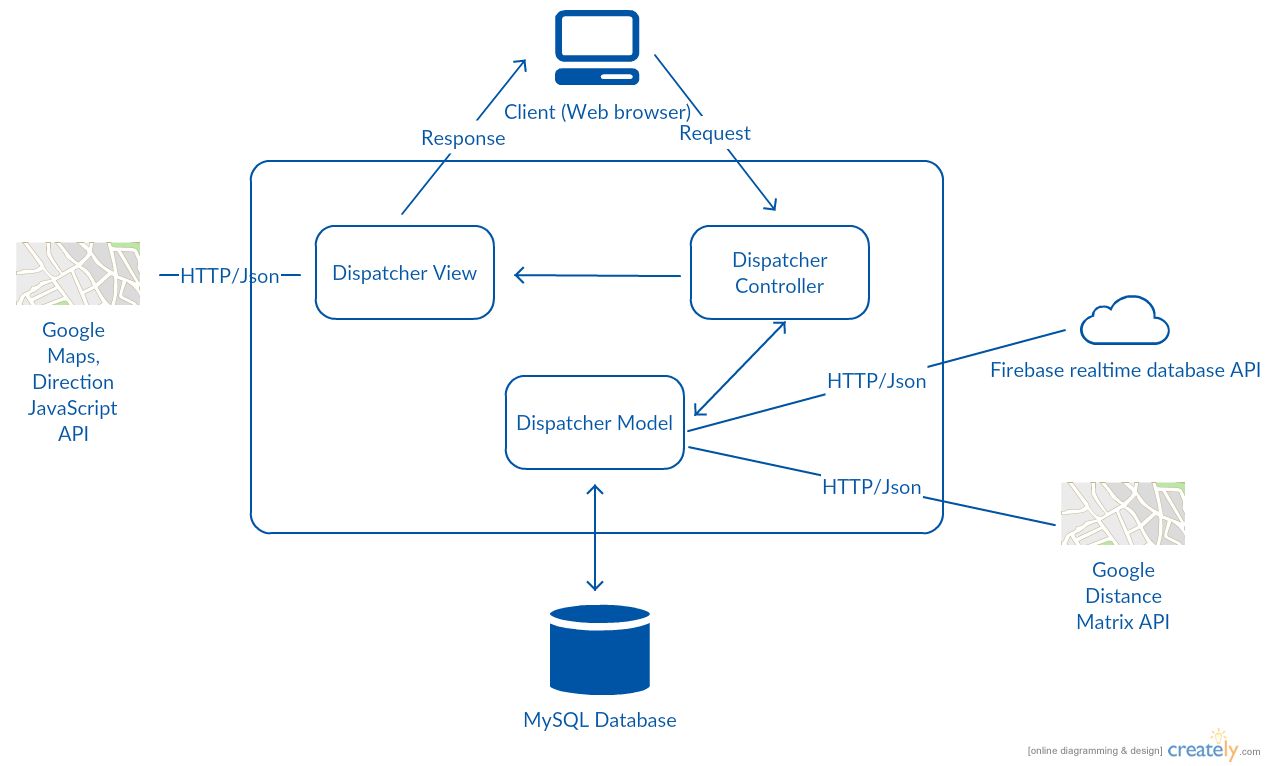 Client (Web browser)
Response
Request
Dispatcher View
Dispatcher
Controller
HTTP/Json
Google
Maps,
Direction
JavaScript
API
HTTP/Json
Firebase realtime database API
Dispatcher Model
HTTP/Json
Google
Distance
Matrix API
MySQL Database
[online diagramming & design] creately.com